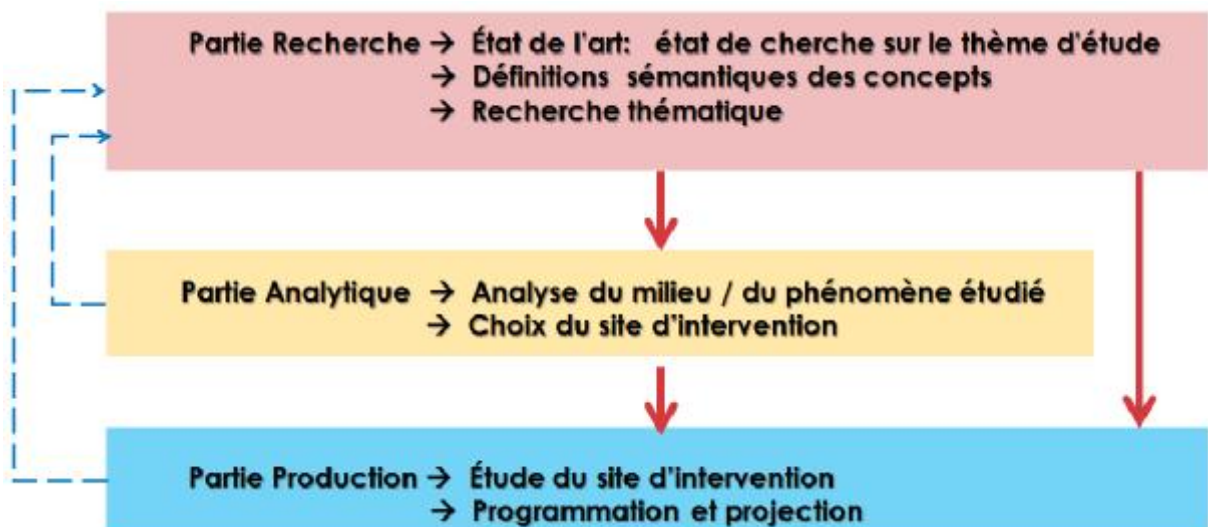 Partie Recherche → État de l'art: état de cherche sur le thème d'étude
→ Définitions sémantiques des concepts
→ Recherche thématique
Partie Analytique → Analyse du milieu / du phénomène étudié
→ Choix du site d'intervention
Partie Production → Étude du site d'intervention
→ Programmation et projection